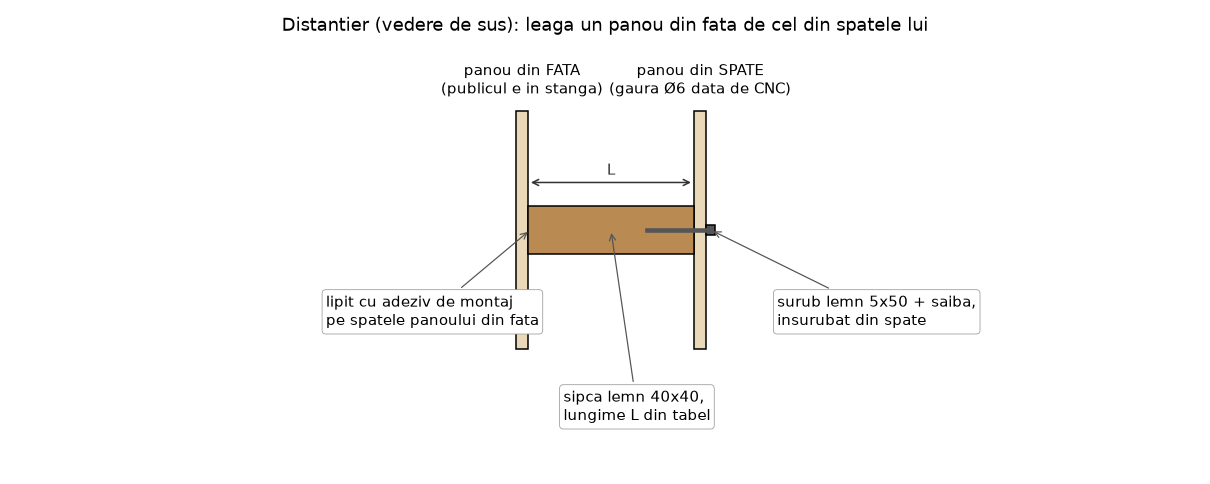 Distantier (vedere de sus): leaga un panou din fata de cel din spatele lui
panou din FATA
(publicul e in stanga)
panou din SPATE
(gaura Ø6 data de CNC)
L
lipit cu adeziv de montaj
pe spatele panoului din fata
surub lemn 5x50 + saiba,
insurubat din spate
sipca lemn 40x40,
lungime L din tabel